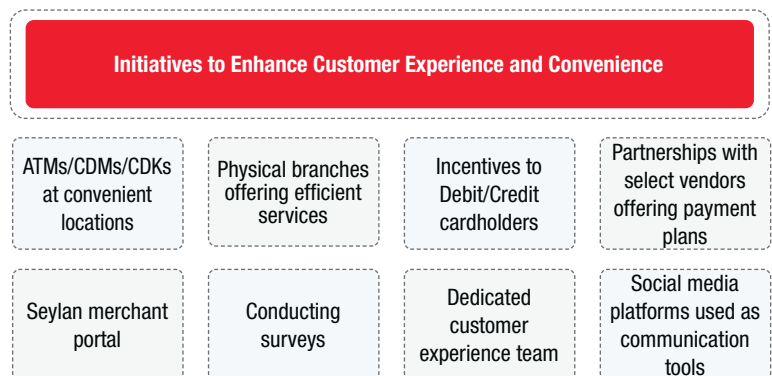 Initiatives to Enhance Customer Experience and Convenience
ATMs/CDMs/CDKs
at convenient
locations
Physical branches
offering efficient
services
Incentives to
Debit/Credit
cardholders
Partnerships with
select vendors
offering payment
plans
Seylan merchant
portal
Conducting
surveys
Dedicated
customer
experience team
Social media
platforms used as
communication
tools